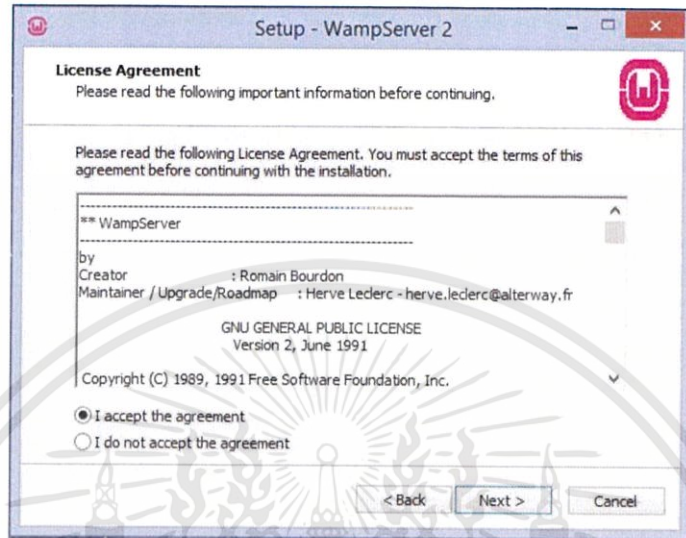 Setup - WampServer 2
License Agreement
Please read the following important information before continuing.
Please read the following License Agreement. You must accept the terms of this
agreement before continuing with the installation.
** WampServer
by
Creator : Romain Bourdon
Maintainer / Upgrade/Roadmap : Herve Leclerc - herve.leclerc@alterway.fr
GNU GENERAL PUBLIC LICENSE
Version 2, June 1991
Copyright (C) 1989, 1991 Free Software Foundation, Inc.
I accept the agreement
I do not accept the agreement
< Back Next > Cancel